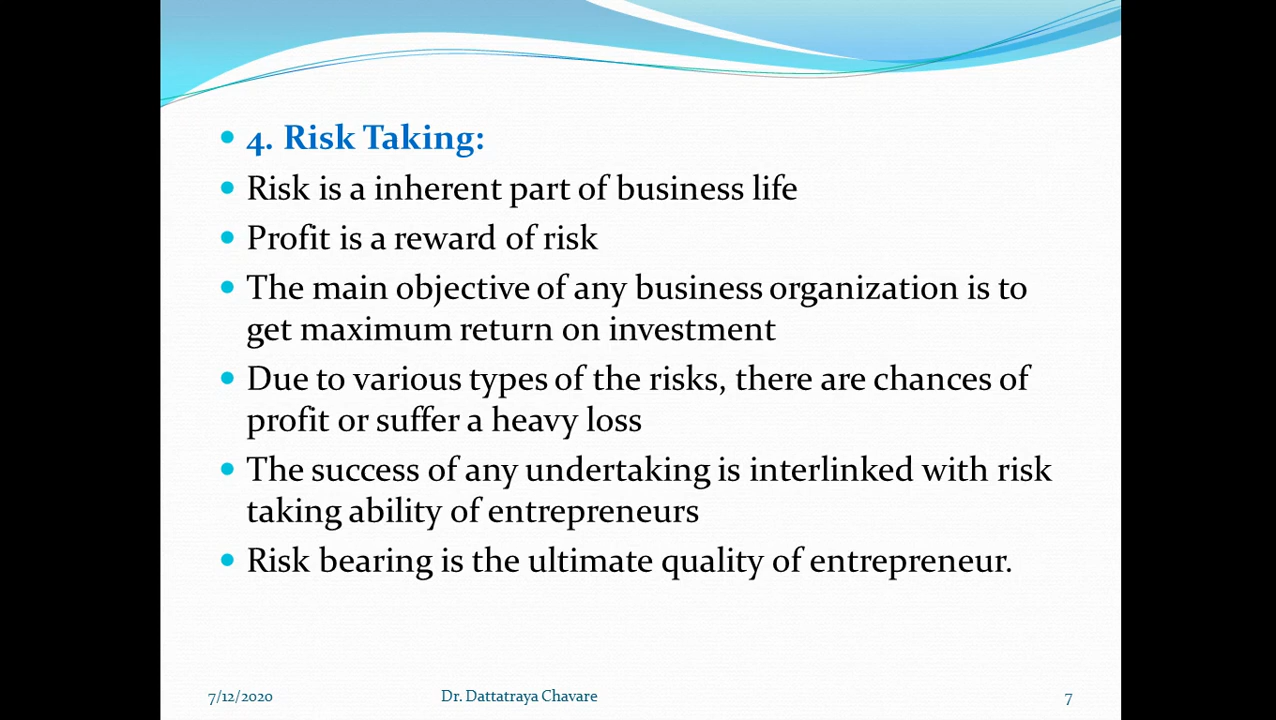 • 4. Risk Taking:
• Risk is a inherent part of business life
• Profit is a reward of risk
• The main objective of any business organization is to
get maximum return on investment
• Due to various types of the risks, there are chances of
profit or suffer a heavy loss
• The success of any undertaking is interlinked with risk
taking ability of entrepreneurs
• Risk bearing is the ultimate quality of entrepreneur.
7/12/2020 Dr. Dattatraya Chavare 7